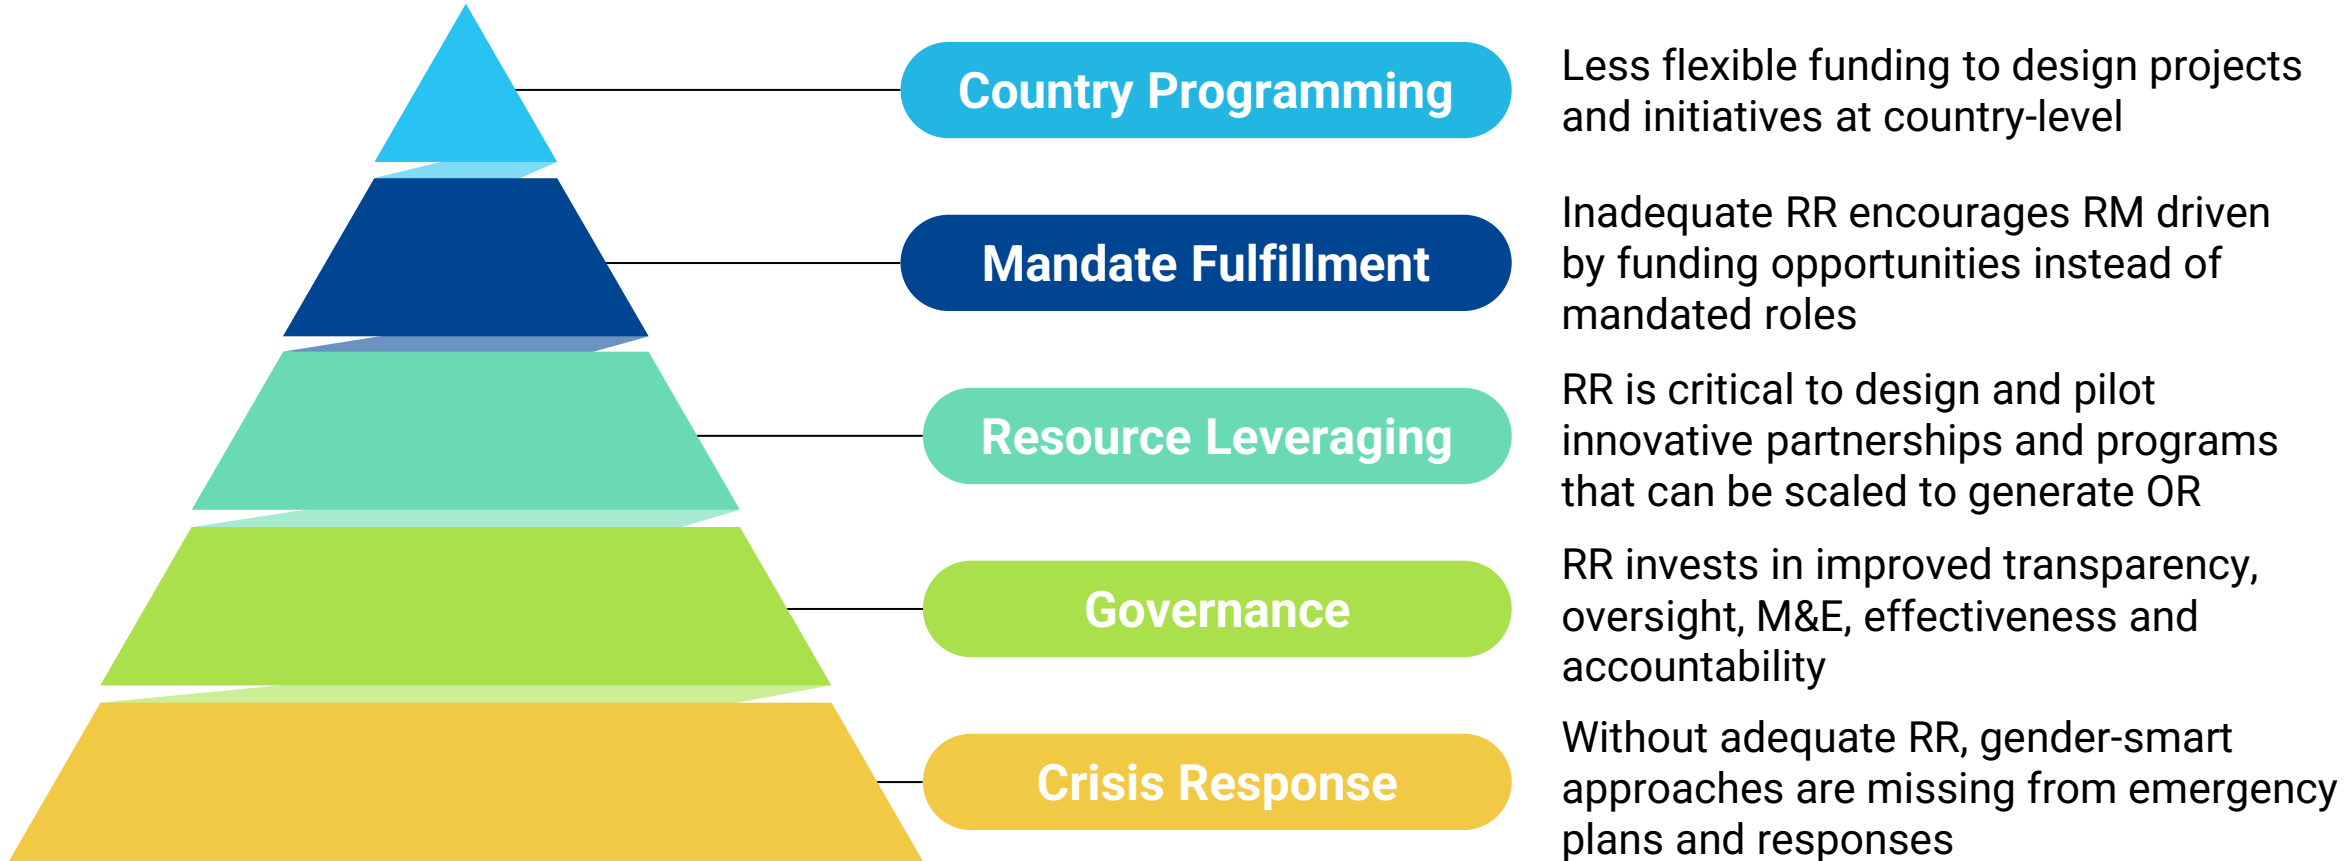 Country Programming
Less flexible funding to design projects
and initiatives at country-level
Mandate Fulfillment
Inadequate RR encourages RM driven
by funding opportunities instead of
mandated roles
Resource Leveraging
RR is critical to design and pilot
innovative partnerships and programs
that can be scaled to generate OR
Governance
RR invests in improved transparency,
oversight, M&E, effectiveness and
accountability
Crisis Response
Without adequate RR, gender-smart
approaches are missing from emergency
plans and responses